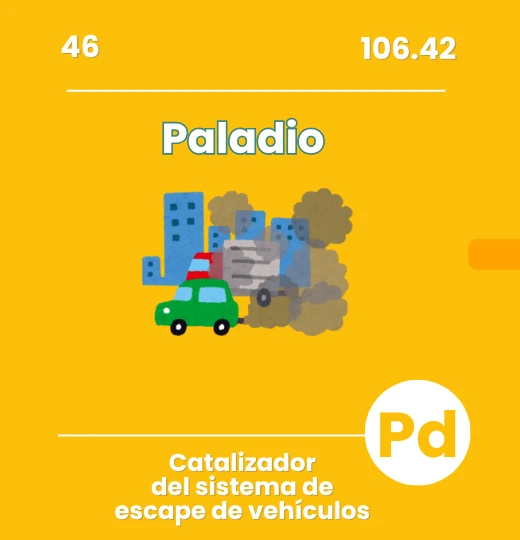 46
106.42
Paladio
Pd
Catalizador
del sistema de
escape de vehículos